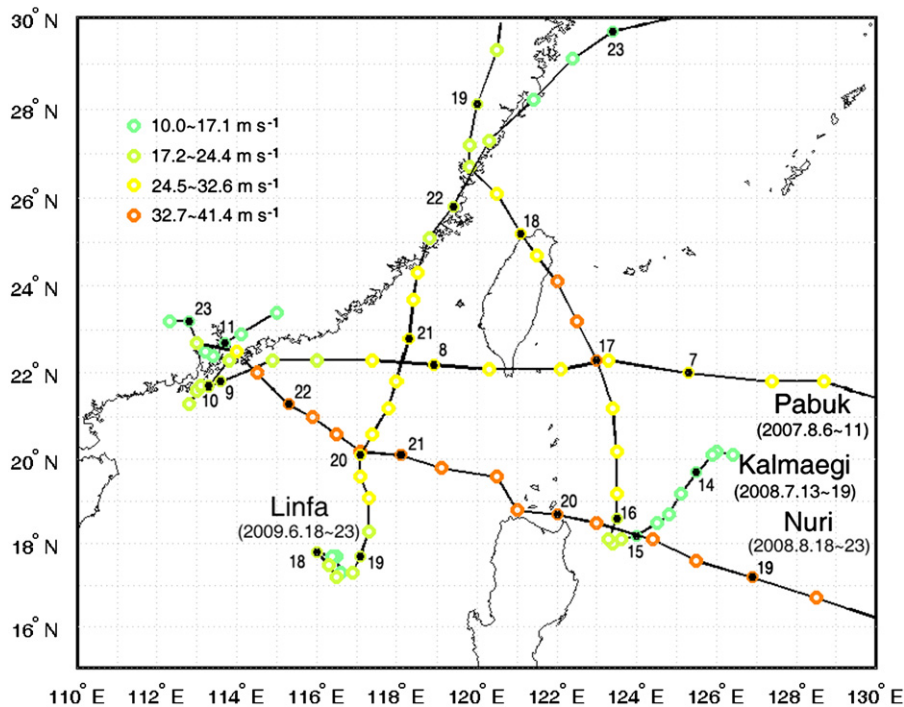 30° N
28° N
26° N
24° N
22° N
20° N
18° N
16° N
10.0~17.1 m s-1
17.2~24.4 m s-1
24.5~32.6 m s-1
32.7~41.4 m s-1
23
19
22
18
23
11
21
17
8
7
10
9
22
Pabuk
(2007.8.6~11)
20
21
Kalmaegi
(2008.7.13~19)
14
Linfa
(2009.6.18~23)
20
16
15
Nuri
(2008.8.18~23)
18
19
19
110° E
112° E
114° E
116° E
118° E
120° E
122° E
124° E
126° E
128° E
130° E